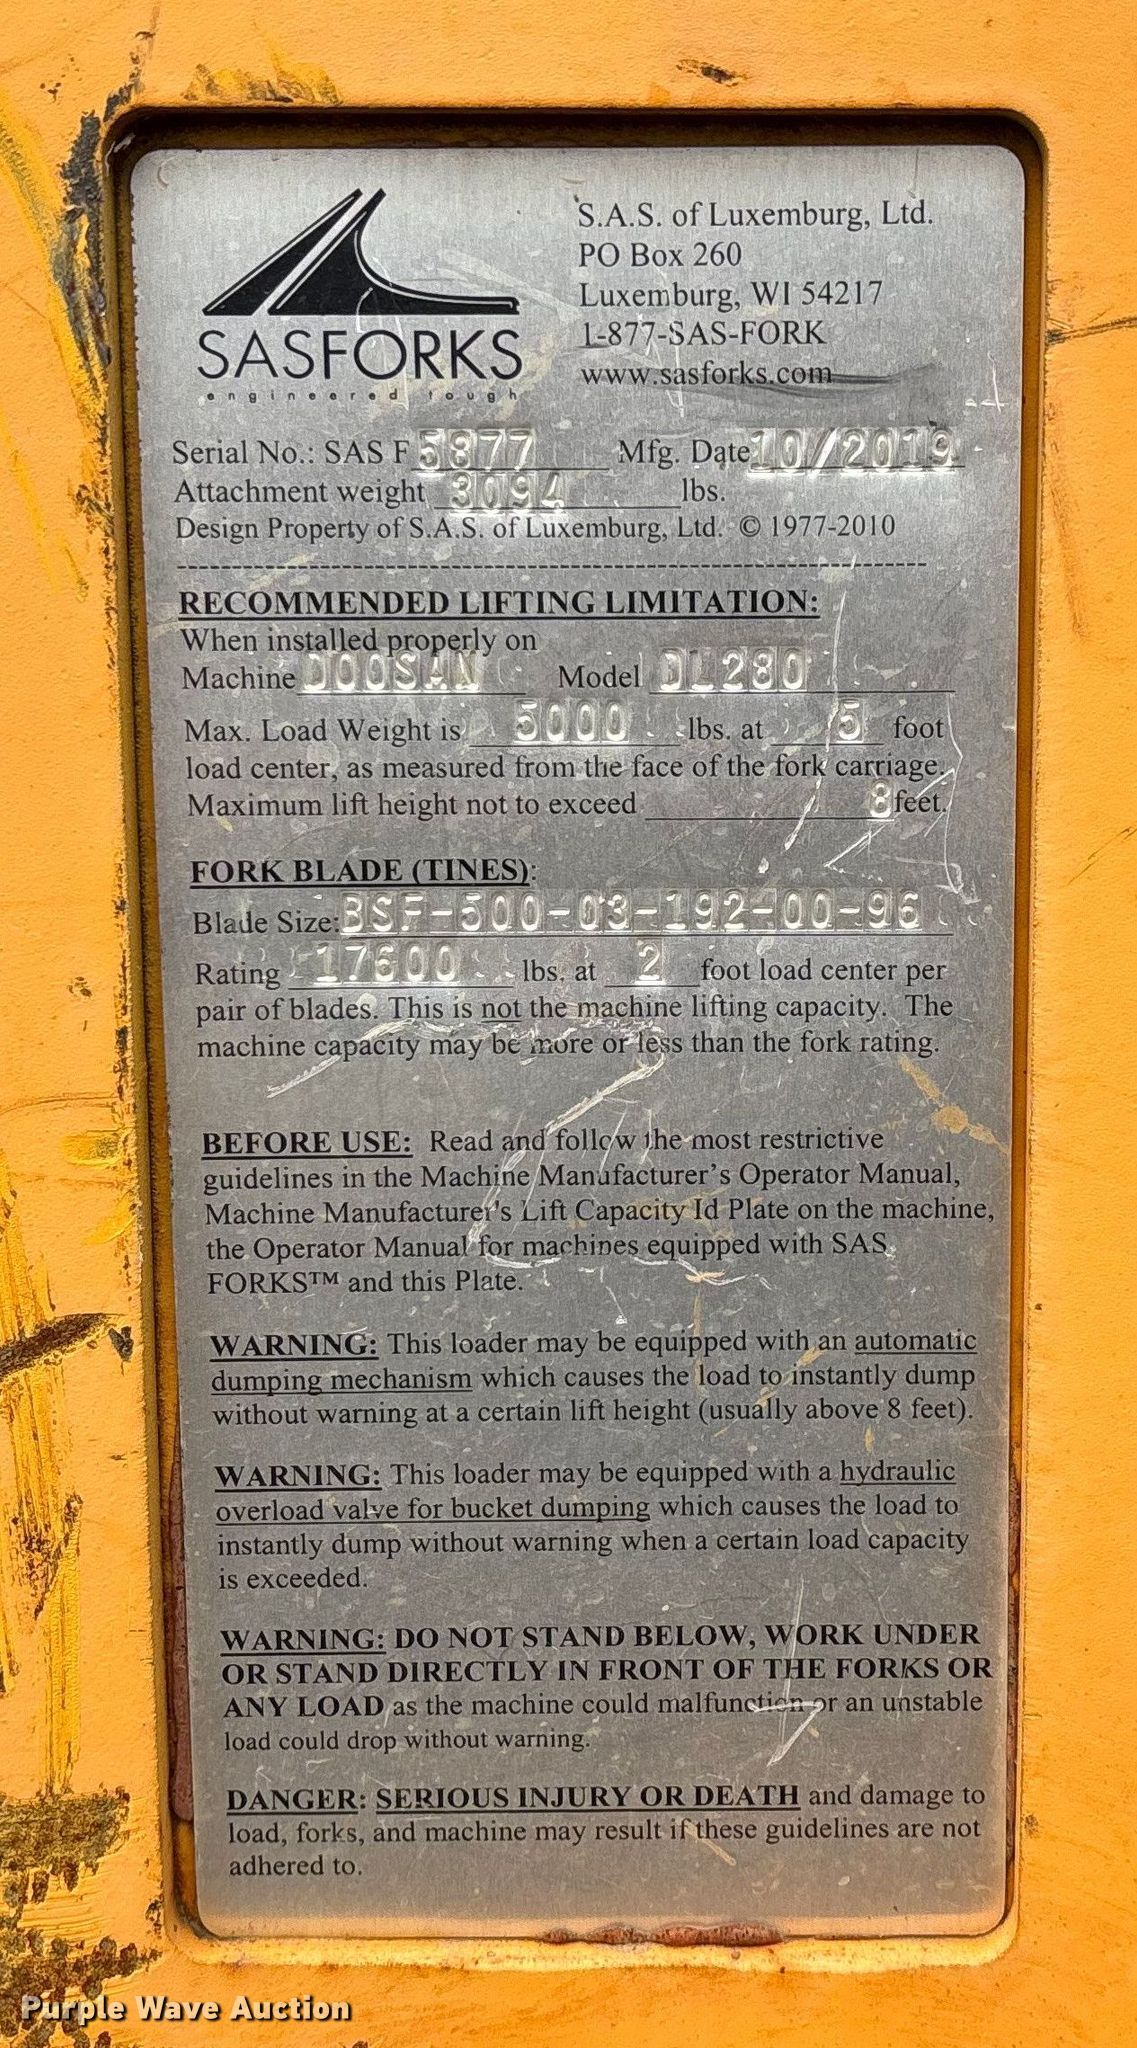 S.A.S. of Luxemburg, Ltd.
PO Box 260
Luxemburg, WI 54217
1-877-SAS-FORK
www.sasforks.com
SASFORKS
engineered tough
Serial No.: SAS F 5877 Mfg. Date 10/2019
Attachment weight 3094 lbs.
Design Property of S.A.S. of Luxemburg, Ltd. © 1977-2010
RECOMMENDED LIFTING LIMITATION:
When installed properly on
Machine DOOSAN Model DL280
Max. Load Weight is 5000 lbs. at 5 foot
load center, as measured from the face of the fork carriage.
Maximum lift height not to exceed 8 feet.
FORK BLADE (TINES):
Blade Size: BSF-500-03-192-00-96
Rating 17600 lbs. at 2 foot load center per
pair of blades. This is not the machine lifting capacity. The
machine capacity may be more or less than the fork rating.
BEFORE USE: Read and follow the most restrictive
guidelines in the Machine Manufacturer's Operator Manual,
Machine Manufacturer's Lift Capacity Id Plate on the machine,
the Operator Manual for machines equipped with SAS
FORKS™ and this Plate.
WARNING: This loader may be equipped with an automatic
dumping mechanism which causes the load to instantly dump
without warning at a certain lift height (usually above 8 feet).
WARNING: This loader may be equipped with a hydraulic
overload valve for bucket dumping which causes the load to
instantly dump without warning when a certain load capacity
is exceeded.
WARNING: DO NOT STAND BELOW, WORK UNDER
OR STAND DIRECTLY IN FRONT OF THE FORKS OR
ANY LOAD as the machine could malfunction or an unstable
load could drop without warning.
DANGER: SERIOUS INJURY OR DEATH and damage to
load, forks, and machine may result if these guidelines are not
adhered to.
Purple Wave Auction